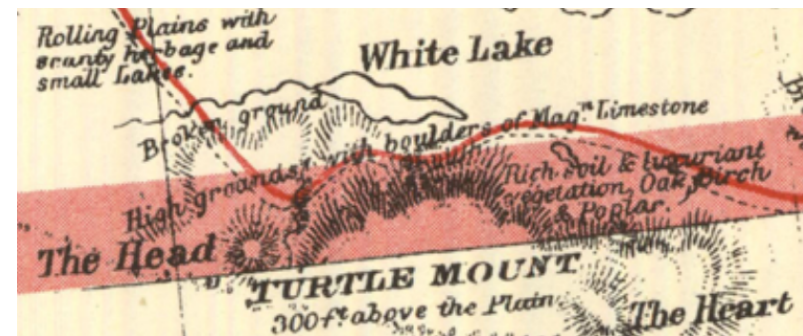 Rolling Plains with
scanty herbage and
small Lakes.
White Lake
Broken ground
High grounds with boulders of Magn. Limestone
Rich soil & luxuriant
vegetation, Oak, Birch
& Poplar.
The Head
TURTLE MOUNT
300 ft. above the Plain
The Heart